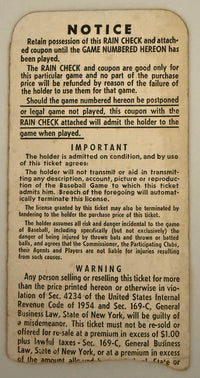 NOTICE
Retain possession of this RAIN CHECK and attach-
ed coupon until the GAME NUMBERED HEREON has
been played.
The RAIN CHECK and coupon are good only for
this particular game and no part of the purchase
price will be refunded by reason of the failure of
the holder to use them for that game.
Should the game numbered hereon be postponed
or legal game not played, this coupon with the
RAIN CHECK attached will admit the holder to the
game when played.
IMPORTANT
The holder is admitted on condition, and by use of
this ticket agrees:
The holder will not transmit or aid in transmit-
ting any description, account, picture or reproduc-
tion of the Baseball Game to which this ticket
admits him. Breach of the foregoing will automat-
ically terminate this license.
The license granted by this ticket may also be terminated by
tendering to the holder the purchase price of this ticket.
The holder assumes all risk and danger incidental to the game
of Baseball, including specifically (but not exclusively) the
danger of being injured by thrown bats and thrown or batted
balls, and agrees that the Commissioner, the Participating Clubs,
their Agents and Players are not liable for injuries resulting
from such causes.
WARNING
Any person selling or reselling this ticket for more
than the price printed hereon or otherwise in vio-
lation of Sec. 4234 of the United States Internal
Revenue Code of 1954 and Sec. 169-C, General
Business Law, State of New York, will be guilty of
a misdemeanor. This ticket must not be re-sold or
offered for re-sale at a premium in excess of $1.00
plus lawful taxes - Sec. 169-C, General Business
Law, State of New York, or at a premium in excess
of the amount
State or